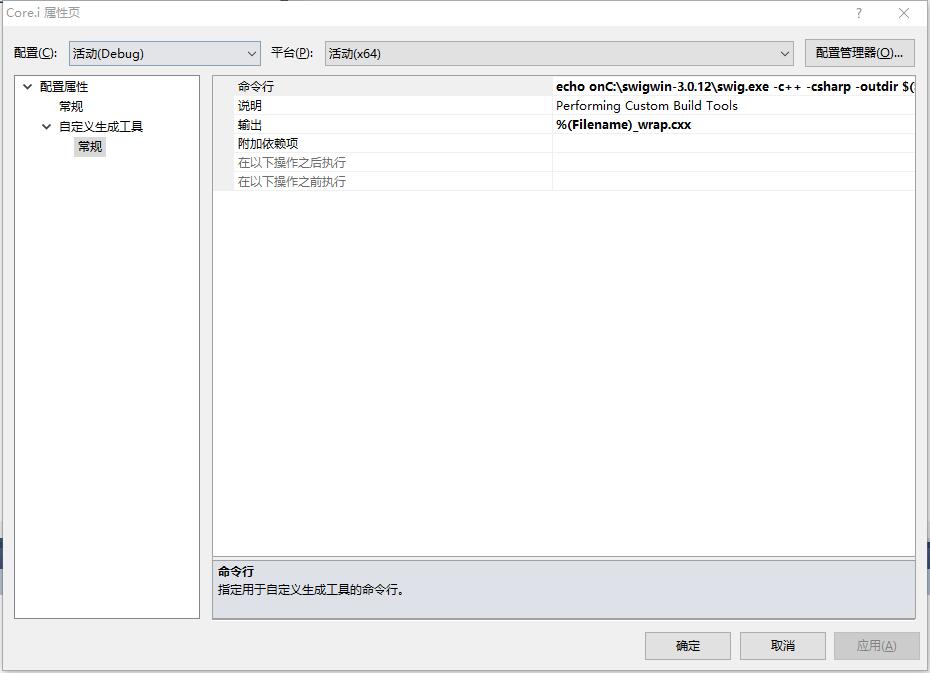 Core.i 属性页
配置(C): 活动(Debug) 平台(P): 活动(x64) 配置管理器(O)...
配置属性
常规
自定义生成工具
常规
命令行 echo onC:\swigwin-3.0.12\swig.exe -c++ -csharp -outdir $(
说明 Performing Custom Build Tools
输出 %(Filename)_wrap.cxx
附加依赖项
在以下操作之后执行
在以下操作之前执行
命令行
指定用于自定义生成工具的命令行。
确定 取消 应用(A)